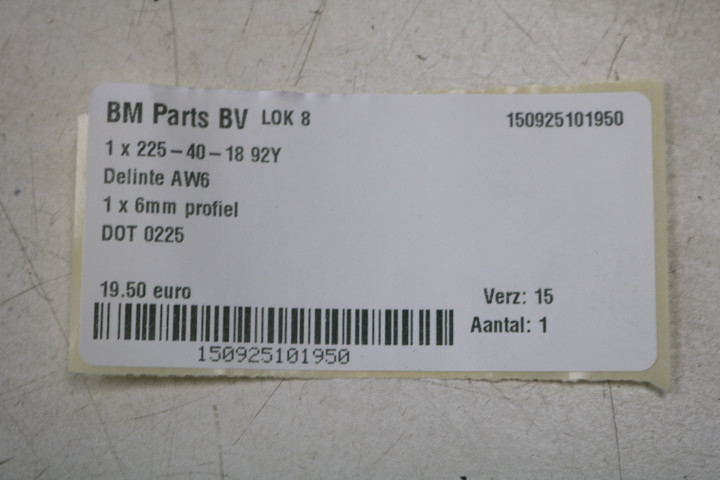 BM Parts BV LOK 8 150925101950
1 x 225-40-18 92Y
Delinte AW6
1 x 6mm profiel
DOT 0225
19.50 euro Verz: 15
Aantal: 1
150925101950